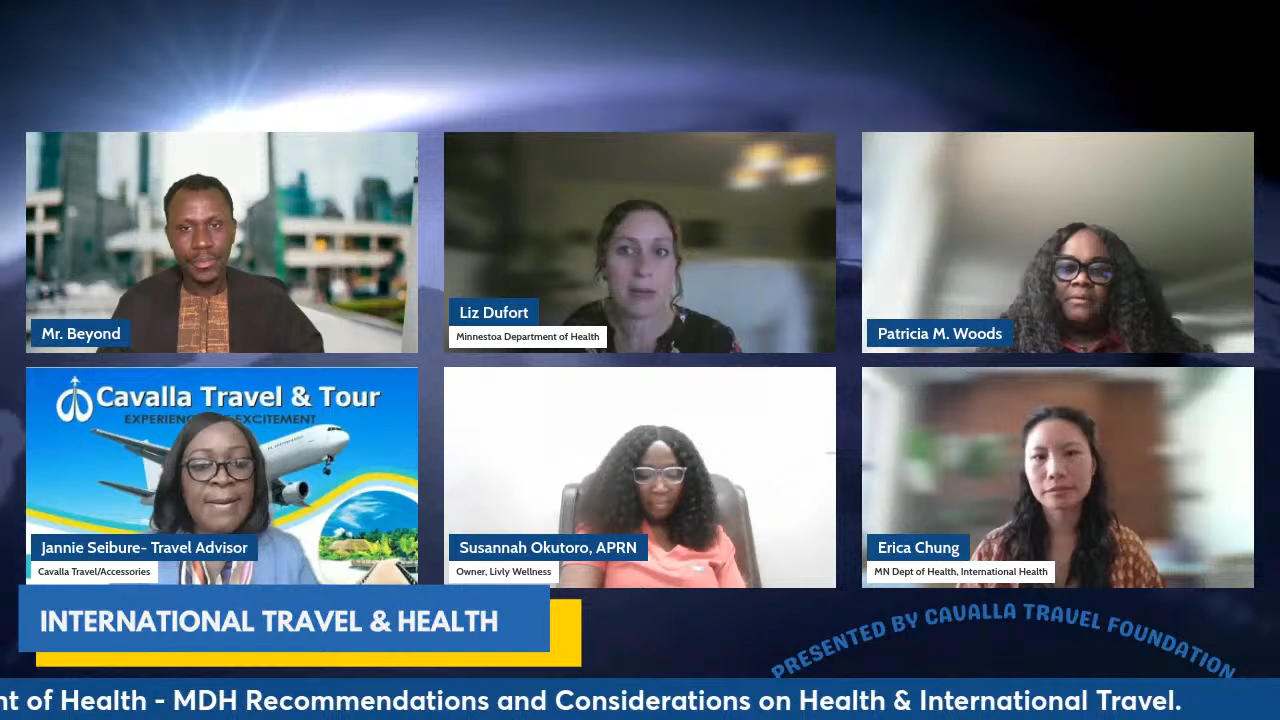 Mr. Beyond
Liz Dufort
Minnestoa Department of Health
Patricia M. Woods
Cavalla Travel & Tour
Jannie Seibure- Travel Advisor
Cavalla Travel/Accessories
Susannah Okutoro, APRN
Owner, Livly Wellness
Erica Chung
MN Dept of Health, International Health
INTERNATIONAL TRAVEL & HEALTH
PRESENTED BY CAVALLA TRAVEL FOUNDATION
nt of Health - MDH Recommendations and Considerations on Health & International Travel.